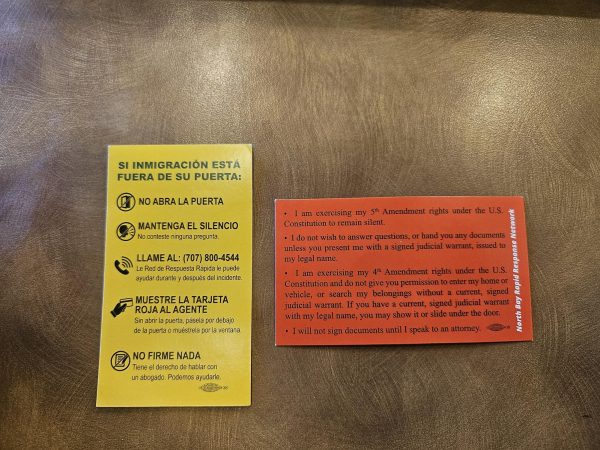 SI INMIGRACIÓN ESTÁ
FUERA DE SU PUERTA:
NO ABRA LA PUERTA
MANTENGA EL SILENCIO
No conteste ninguna pregunta.
LLAME AL: (707) 800-4544
Le Red de Respuesta Rápida le puede
ayudar durante y después del incidente.
MUESTRE LA TARJETA
ROJA AL AGENTE
Sin abrir la puerta, pásela por debajo
de la puerta o muéstrela por la ventana.
NO FIRME NADA
Tiene el derecho de hablar con
un abogado. Podemos ayudarle.
• I am exercising my 5th Amendment rights under the U.S.
Constitution to remain silent.
• I do not wish to answer questions, or hand you any documents
unless you present me with a signed judicial warrant, issued to
my legal name.
• I am exercising my 4th Amendment rights under the U.S.
Constitution and do not give you permission to enter my home or
vehicle, or search my belongings without a current, signed
judicial warrant. If you have a current, signed judicial warrant
with my legal name, you may show it or slide under the door.
• I will not sign documents until I speak to an attorney.
North Bay Rapid Response Network